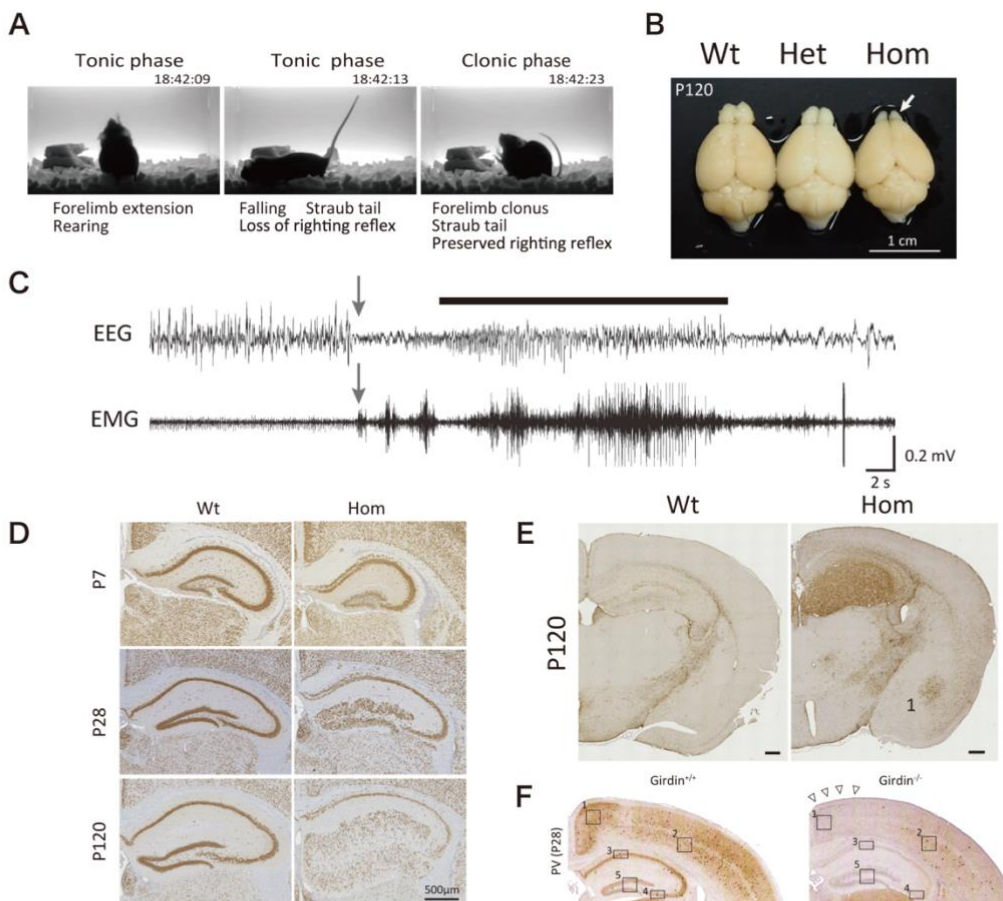 A
Tonic phase
18:42:09
Tonic phase
18:42:13
Clonic phase
18:42:23
Forelimb extension
Rearing
Falling Straub tail
Loss of righting reflex
Forelimb clonus
Straub tail
Preserved righting reflex
B
Wt Het Hom
P120
1 cm
C
EEG
EMG
0.2 mV
2 s
D
Wt Hom
P7
P28
P120
500μm
E
Wt Hom
P120
1
F
Girdin+/+ Girdin-/-
PV (P28)
1
2
3
5
4
1
2
3
5
4